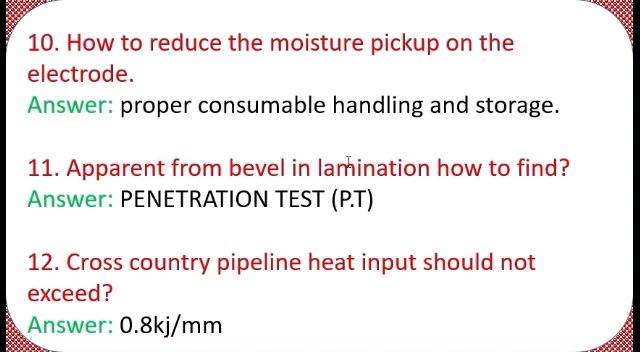 10. How to reduce the moisture pickup on the
electrode.
Answer: proper consumable handling and storage.
11. Apparent from bevel in lamination how to find?
Answer: PENETRATION TEST (P.T)
12. Cross country pipeline heat input should not
exceed?
Answer: 0.8kj/mm